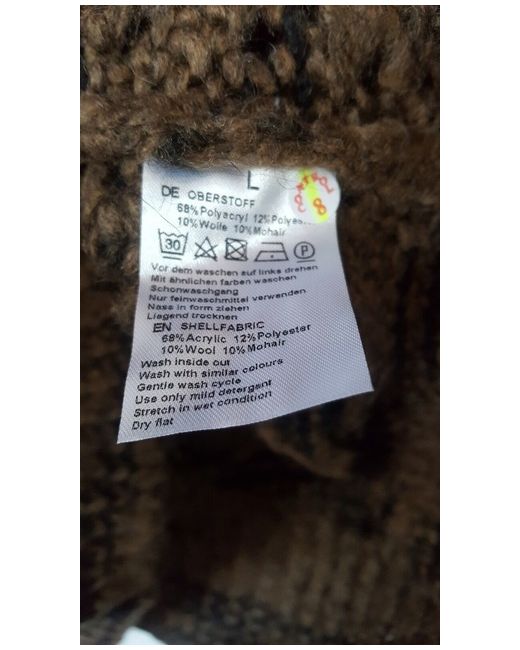 L
DE OBERSTOFF
68%Polyacryl 12%Polyes
10%Wolle 10%Mohair
30 P
Vor dem waschen auf links drehen
Mit ähnlichen farben waschen
Schonwaschgang
Nur feinwaschmittel verwenden
Nass in form ziehen
Liegend trocknen
EN SHELLFABRIC
68%Acrylic 12%Polyester
10%Wool 10%Mohair
Wash inside out
Wash with similar colours
Gentle wash cycle
Use only mild detergent
Stretch in wet condition
Dry flat
8